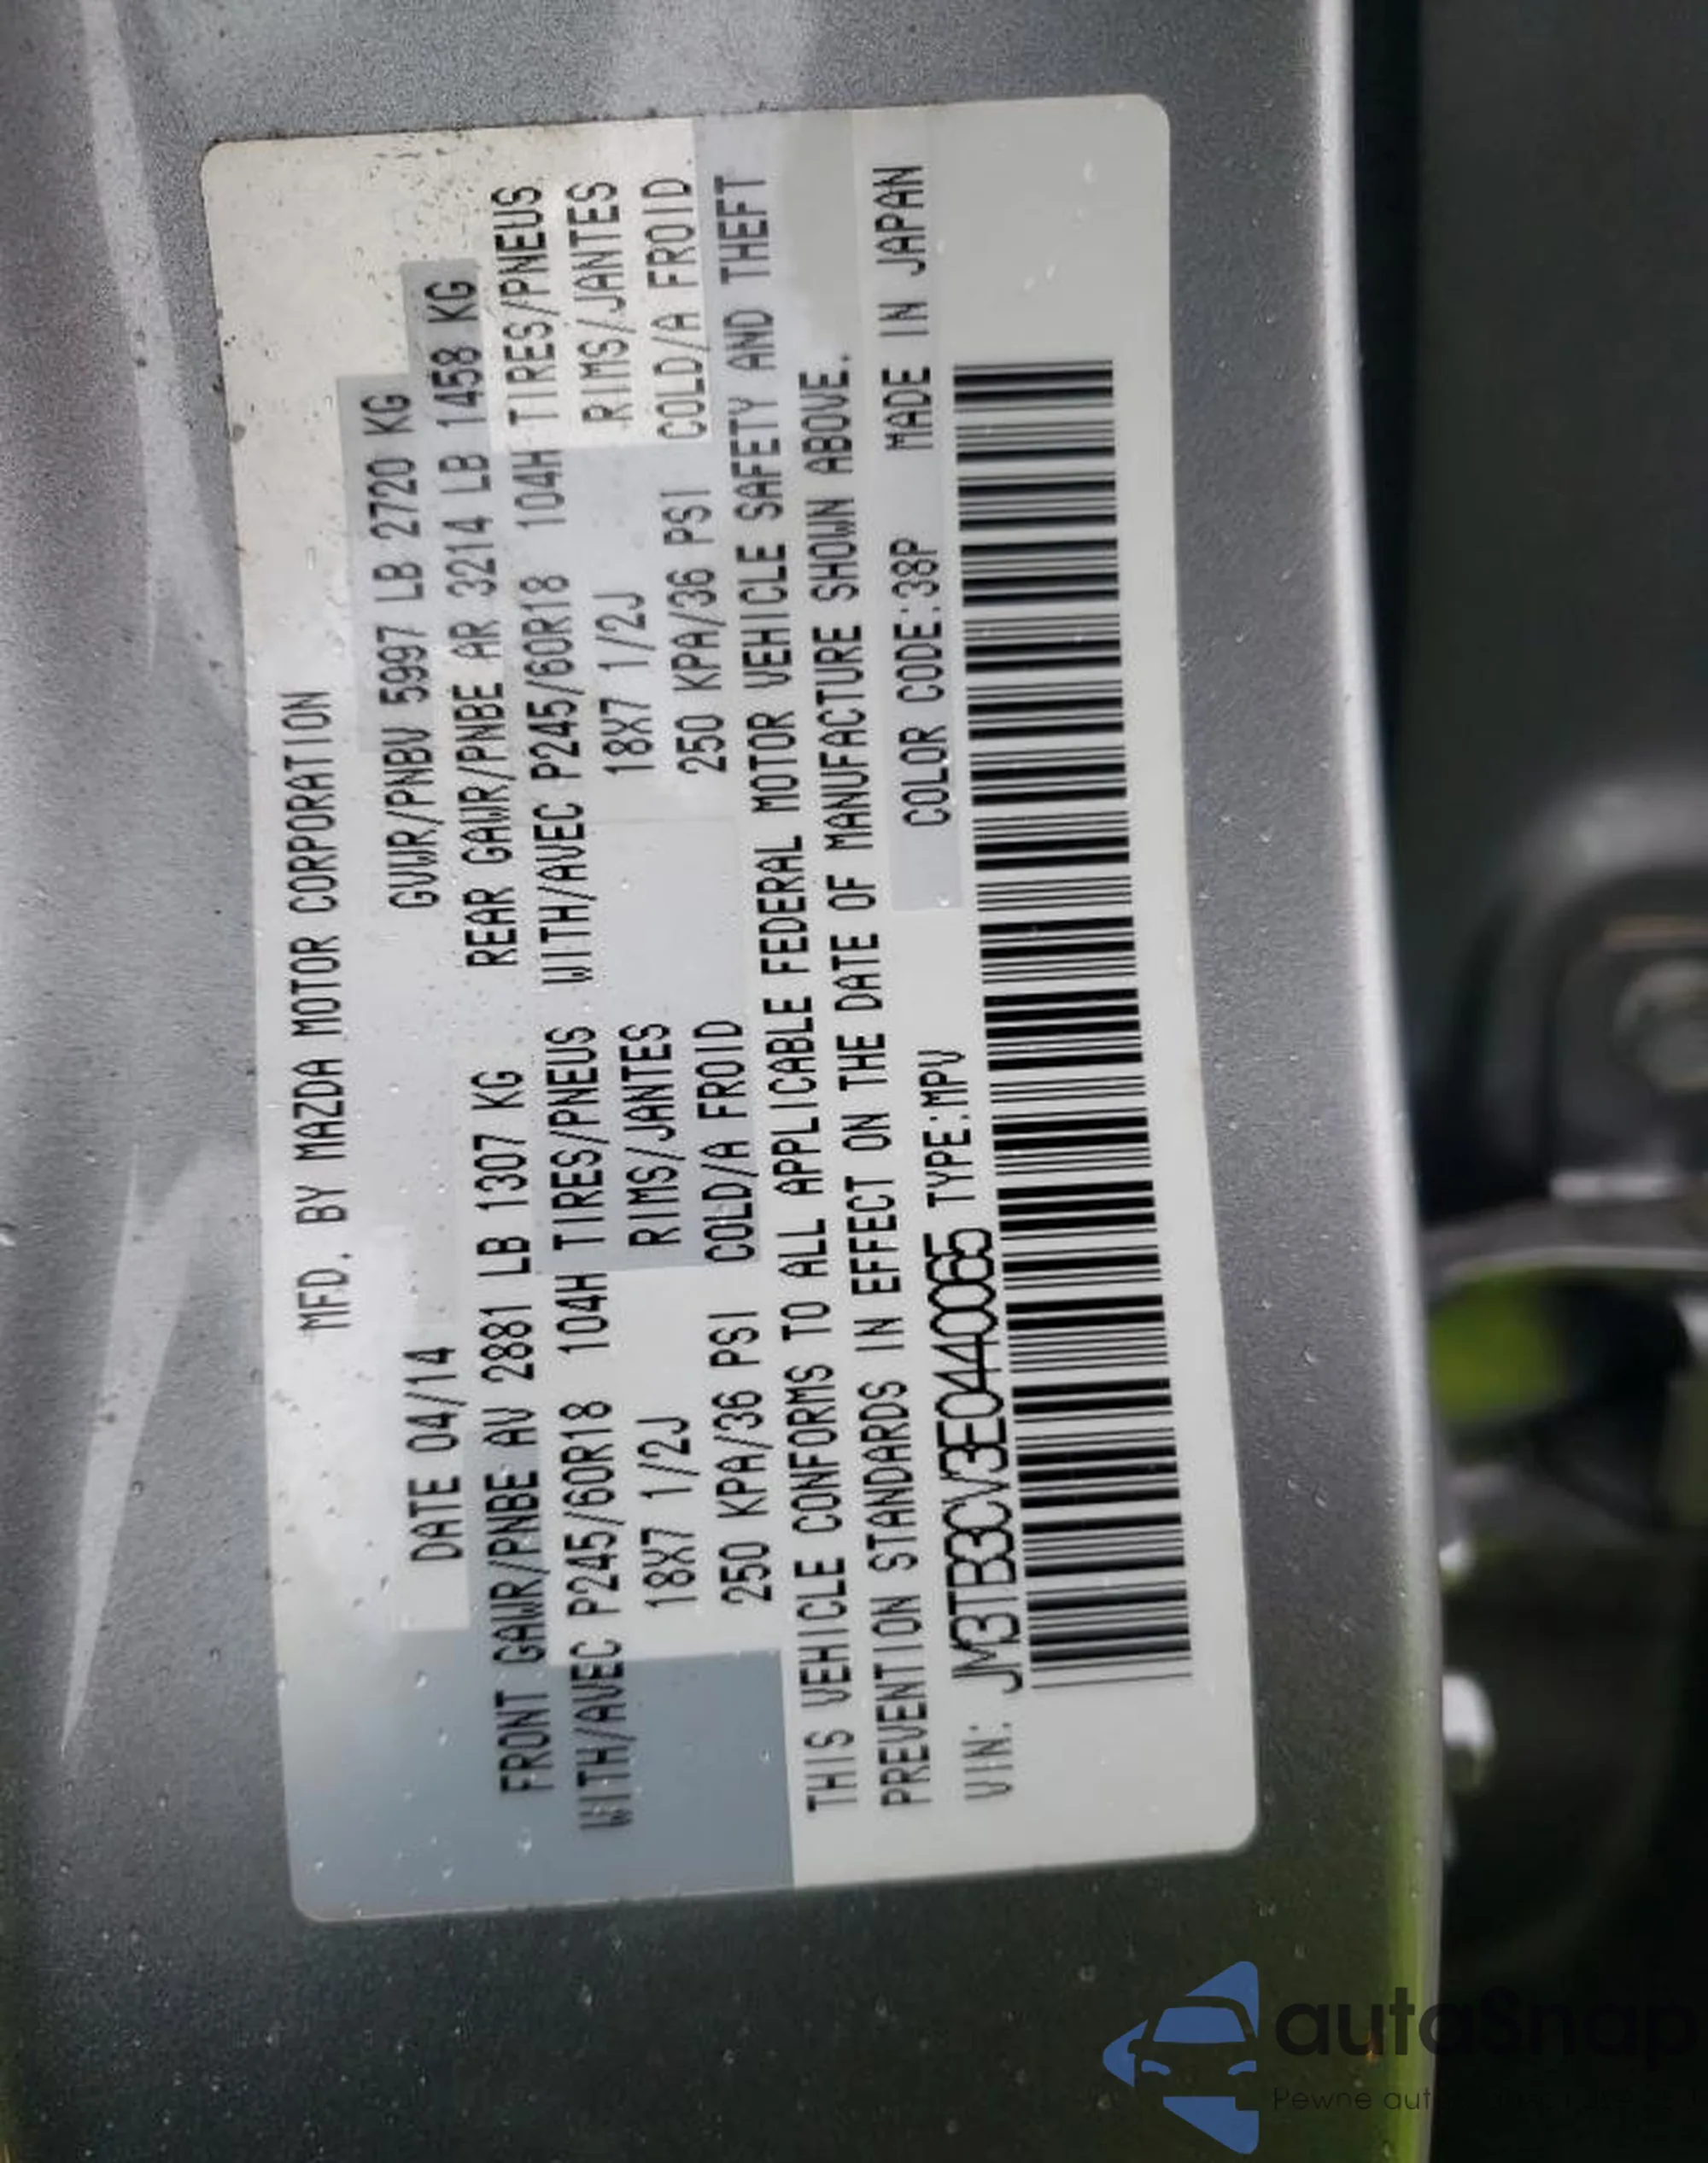 MFD. BY MAZDA MOTOR CORPORATION
DATE 04/14 GVWR/PNBV 5997 LB 2720 KG
FRONT GAWR/PNBE AV 2881 LB 1307 KG REAR GAWR/PNBE AR 3214 LB 1458 KG
WITH/AVEC P245/60R18 104H TIRES/PNEUS WITH/AVEC P245/60R18 104H TIRES/PNEUS
18X7 1/2J RIMS/JANTES 18X7 1/2J RIMS/JANTES
250 KPA/36 PSI COLD/A FROID 250 KPA/36 PSI COLD/A FROID
THIS VEHICLE CONFORMS TO ALL APPLICABLE FEDERAL MOTOR VEHICLE SAFETY AND THEFT
PREVENTION STANDARDS IN EFFECT ON THE DATE OF MANUFACTURE SHOWN ABOVE.
VIN: JM3TB3CV3E0440065 TYPE:MPV COLOR CODE:38P MADE IN JAPAN
autaSnap
Pewne